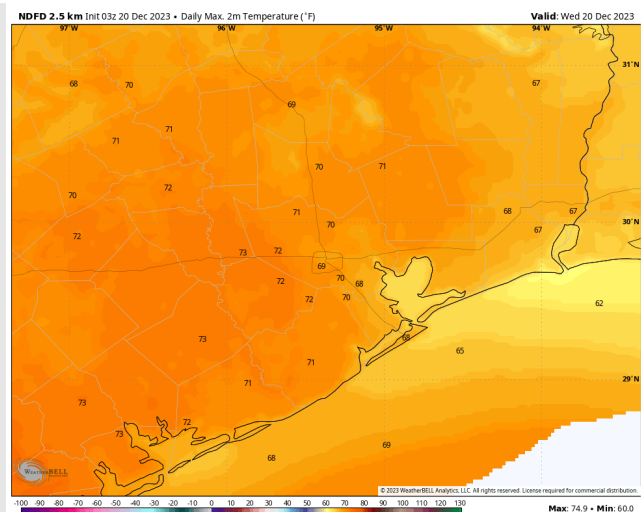 NDFD 2.5 km Init 03z 20 Dec 2023 • Daily Max. 2m Temperature (°F)
Valid: Wed 20 Dec 2023
97°W 96°W 95°W 94°W
31°N
68 70 67
69
71 71
70 71
72
70
71 68 67
30°N
70 67
72
73 72
69
70 68
72
72 70
62
68
73
65
71
29°N
71
73
72
73
69
68
WEATHERBELL
© 2023 WeatherBELL Analytics, LLC. All rights reserved. License required for commercial distribution.
-100 -90 -80 -70 -60 -50 -40 -30 -20 -10 0 10 20 30 40 50 60 70 80 90 100 110 120 130
Max: 74.9 • Min: 60.0